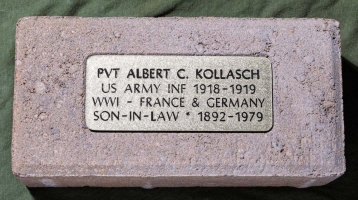 PVT ALBERT C. KOLLASCH
US ARMY INF 1918-1919
WWI - FRANCE & GERMANY
SON-IN-LAW * 1892-1979